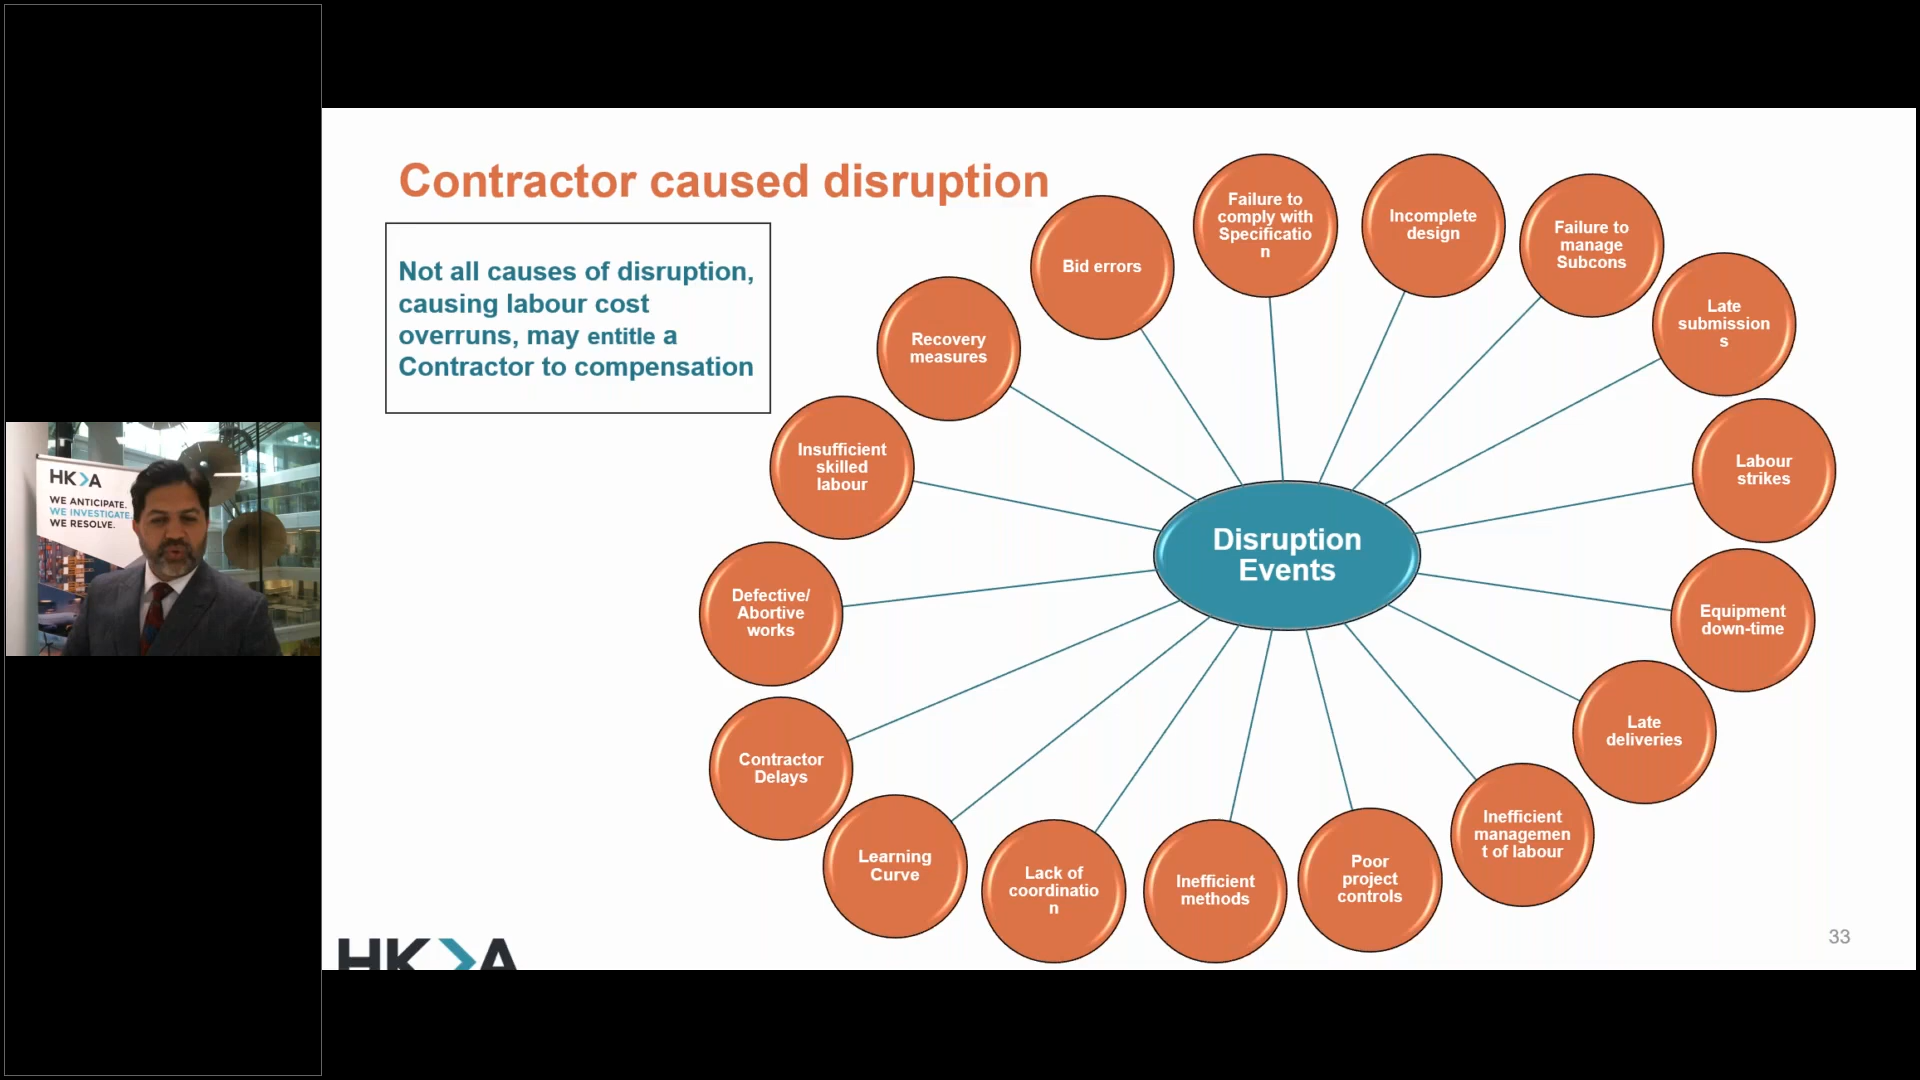 HK>A
WE ANTICIPATE.
WE INVESTIGATE.
WE RESOLVE.
Contractor caused disruption
Not all causes of disruption,
causing labour cost
overruns, may entitle a
Contractor to compensation
Disruption
Events
Bid errors
Failure to
comply with
Specificatio
n
Incomplete
design
Failure to
manage
Subcons
Late
submission
s
Labour
strikes
Equipment
down-time
Late
deliveries
Inefficient
managemen
t of labour
Poor
project
controls
Inefficient
methods
Lack of
coordinatio
n
Learning
Curve
Contractor
Delays
Defective/
Abortive
works
Insufficient
skilled
labour
Recovery
measures
HK>A
33